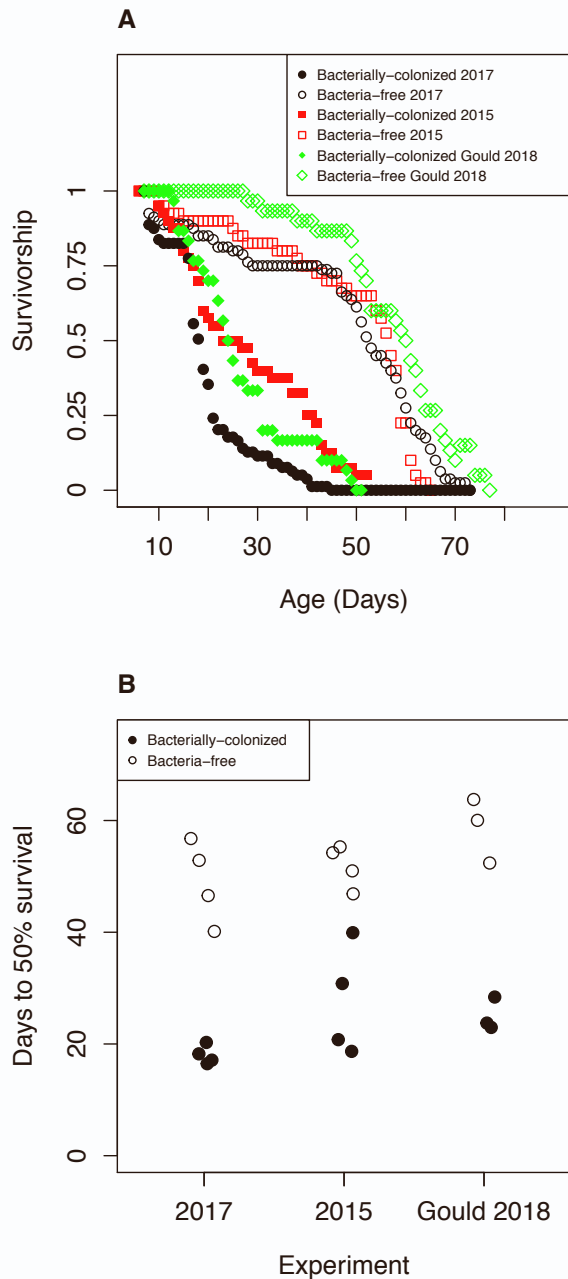 A
Bacterially−colonized 2017
Bacteria−free 2017
Bacterially−colonized 2015
Bacteria−free 2015
Bacterially−colonized Gould 2018
Bacteria−free Gould 2018
Survivorship
1
0.75
0.5
0.25
0
10 30 50 70
Age (Days)
B
Bacterially−colonized
Bacteria−free
Days to 50% survival
60
40
20
0
2017 2015 Gould 2018
Experiment